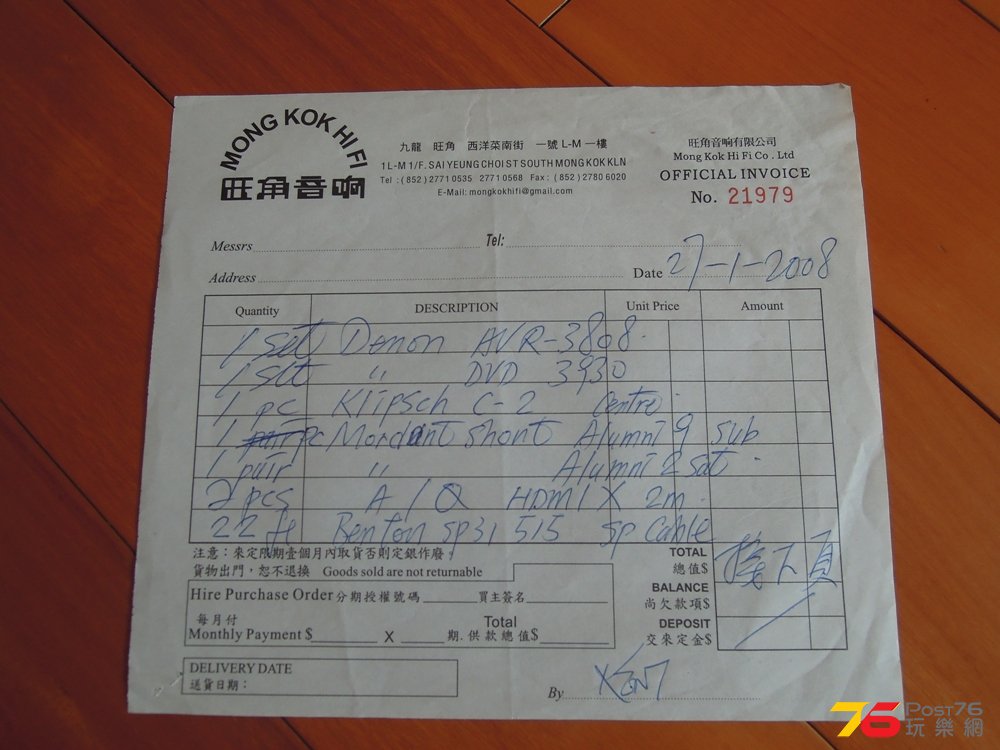 MONG KOK HI FI
旺角音响
九龍 旺角 西洋菜南街 一號 L-M 一樓
1 L-M 1/F. SAI YEUNG CHOI ST SOUTH MONG KOK KLN
Tel : ( 852 ) 2771 0535 2771 0568 Fax : ( 852 ) 2780 6020
E-Mail: mongkokhifi@gmail.com
旺角音响有限公司
Mong Kok Hi Fi Co . Ltd
OFFICIAL INVOICE
No. 21979
Messrs Tel:
Address Date 27-1-2008
Quantity DESCRIPTION Unit Price Amount
1 set Denon AVR-3808.
1 set " DVD 3930
1 pc Klipsch C-2 Centre.
1 pc Mordant Short Alumni 9 sub
1 pair " Alumni 2 sat.
2 pcs A/Q HDMI X 2m.
22 ft SP31 515 sp cable
注意：來定限期壹個月內取貨否則定銀作廢。
貨物出門，恕不退換 Goods sold are not returnable
TOTAL
總值$ 接下頁
BALANCE
尚欠款項$
DEPOSIT
交來定金$
Hire Purchase Order 分期授權號碼 買主簽名
每月付 Total
Monthly Payment $ X 期.供款總值$
DELIVERY DATE
送貨日期：
By
76 POST76
玩樂網